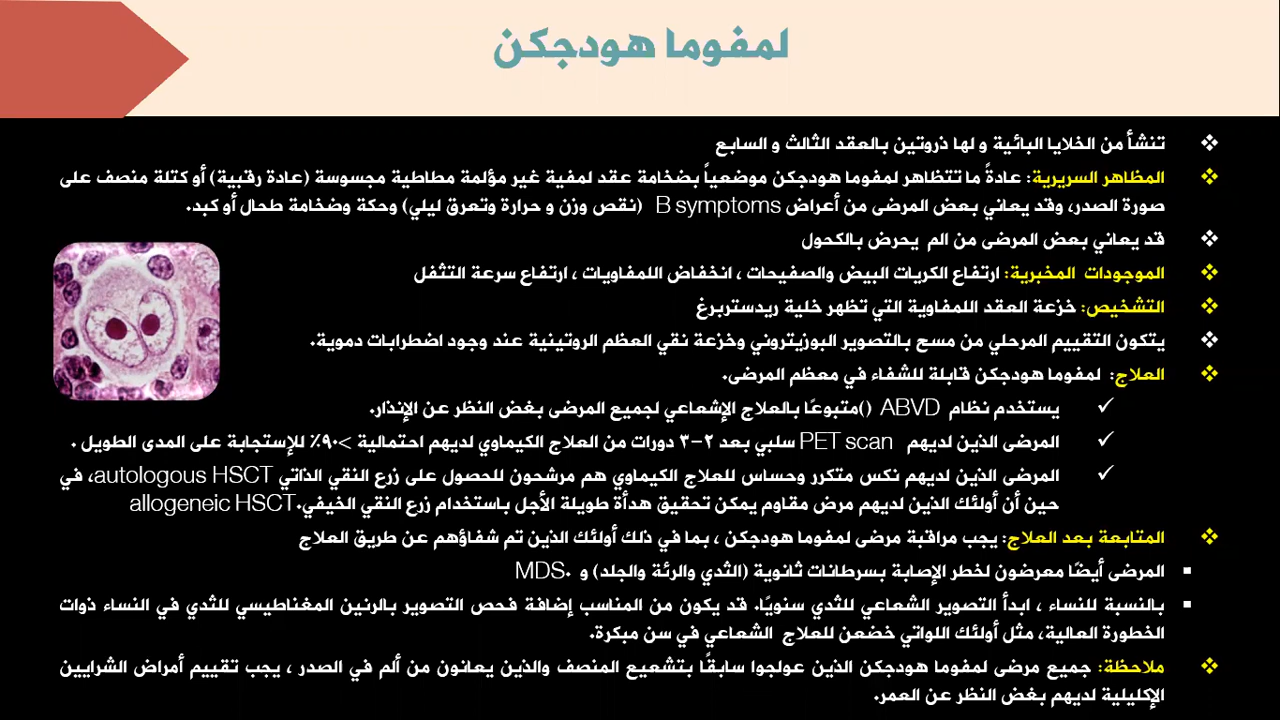 لمفوما هودجكن
❖ تنشأ من الخلايا البائية و لها ذروتين بالعقد الثالث و السابع
❖ المظاهر السريرية: عادةً ما تتظاهر لمفوما هودجكن موضعياً بضخامة عقد لمفية غير مؤلمة مطاطية مجسوسة (عادة رقبية) أو كتلة منصف على
صورة الصدر، وقد يعاني بعض المرضى من أعراض B symptoms (نقص وزن و حرارة وتعرق ليلي) وحكة وضخامة طحال أو كبد.
❖ قد يعاني بعض المرضى من الم يحرض بالكحول
❖ الموجودات المخبرية: ارتفاع الكريات البيض والصفيحات ، انخفاض اللمفاويات ، ارتفاع سرعة التثفل
❖ التشخيص: خزعة العقد اللمفاوية التي تظهر خلية ريدستربرغ
❖ يتكون التقييم المرحلي من مسح بالتصوير البوزيتروني وخزعة نقي العظم الروتينية عند وجود اضطرابات دموية.
❖ العلاج: لمفوما هودجكن قابلة للشفاء في معظم المرضى.
✓ يستخدم نظام ABVD ()متبوعًا بالعلاج الإشعاعي لجميع المرضى بغض النظر عن الإنذار.
✓ المرضى الذين لديهم PET scan سلبي بعد ٢-٣ دورات من العلاج الكيماوي لديهم احتمالية >٩٠٪ للإستجابة على المدى الطويل .
✓ المرضى الذين لديهم نكس متكرر وحساس للعلاج الكيماوي هم مرشحون للحصول على زرع النقي الذاتي autologous HSCT، في
حين أن أولئك الذين لديهم مرض مقاوم يمكن تحقيق هدأة طويلة الأجل باستخدام زرع النقي الخيفي.allogeneic HSCT
❖ المتابعة بعد العلاج: يجب مراقبة مرضى لمفوما هودجكن ، بما في ذلك أولئك الذين تم شفاؤهم عن طريق العلاج
▪ المرضى أيضًا معرضون لخطر الإصابة بسرطانات ثانوية (الثدي والرئة والجلد) و MDS٠
▪ بالنسبة للنساء ، ابدأ التصوير الشعاعي للثدي سنويًا. قد يكون من المناسب إضافة فحص التصوير بالرنين المغناطيسي للثدي في النساء ذوات
الخطورة العالية، مثل أولئك اللواتي خضعن للعلاج الشعاعي في سن مبكرة.
❖ ملاحظة: جميع مرضى لمفوما هودجكن الذين عولجوا سابقًا بتشعيع المنصف والذين يعانون من ألم في الصدر ، يجب تقييم أمراض الشرايين
الإكليلية لديهم بغض النظر عن العمر.